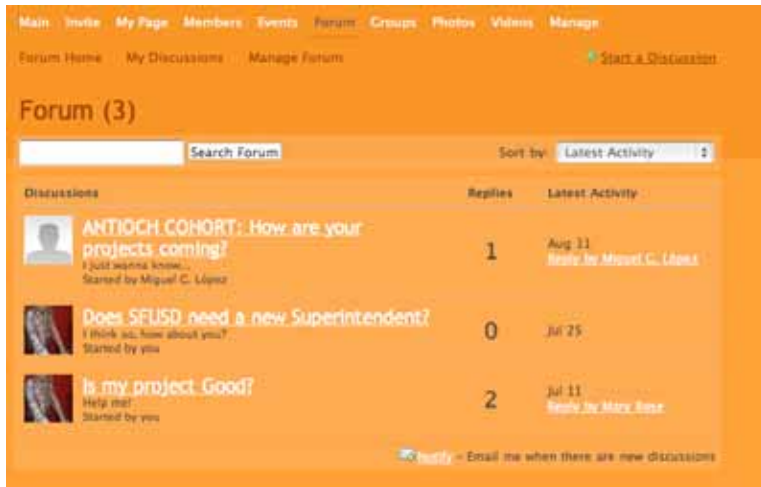 Main Invite My Page Members Events Forum Groups Photos Videos Manage
Forum Home My Discussions Manage Forum Start a Discussion
Forum (3)
Search Forum Sort by: Latest Activity
Discussions Replies Latest Activity
ANTIOCH COHORT: How are your
projects coming?
I just wanna know...
Started by Miguel G. López
1
Aug 11
Reply by Miguel G. López
Does SFUSD need a new Superintendent?
I think so, how about you?
Started by you
0
Jul 25
Is my project Good?
Help me!
Started by you
2
Jul 11
Reply by Mary Rose
Notify – Email me when there are new discussions